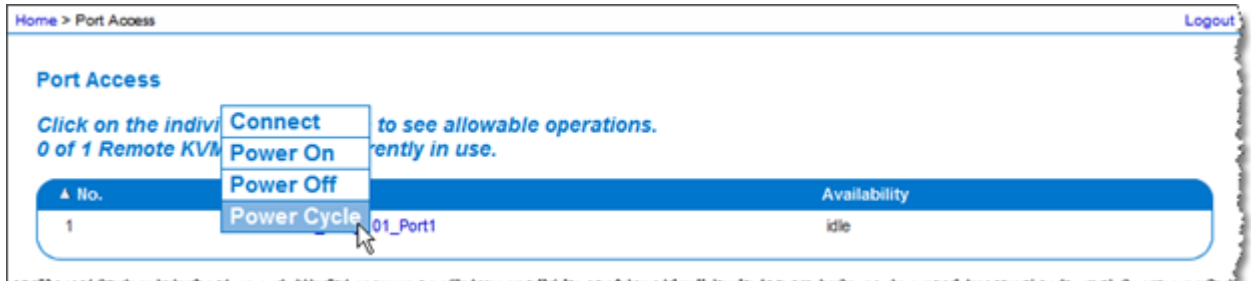 Home > Port Access
Logout
Port Access
Click on the indivi
to see allowable operations.
0 of 1 Remote KVM
rently in use.
Connect
Power On
Power Off
Power Cycle
▲ No.
Availability
1
01_Port1
idle